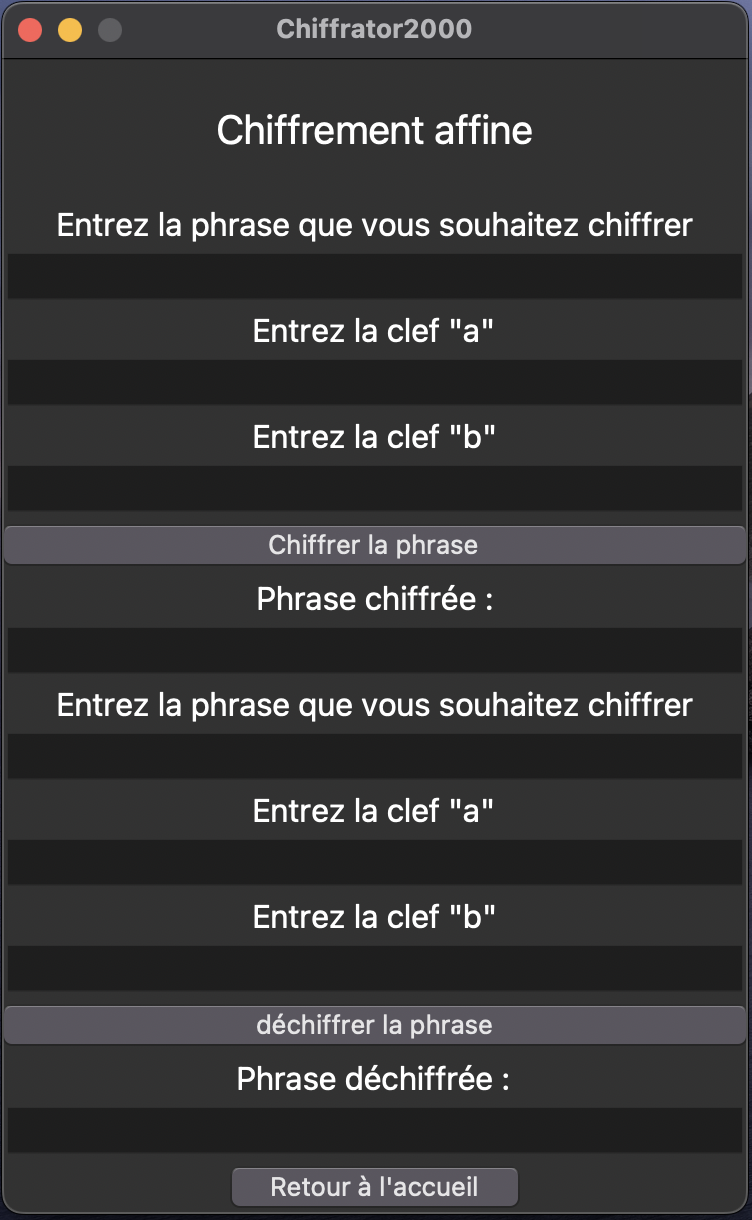 Chiffrator2000
Chiffrement affine
Entrez la phrase que vous souhaitez chiffrer
Entrez la clef "a"
Entrez la clef "b"
Chiffrer la phrase
Phrase chiffrée :
Entrez la phrase que vous souhaitez chiffrer
Entrez la clef "a"
Entrez la clef "b"
déchiffrer la phrase
Phrase déchiffrée :
Retour à l'accueil